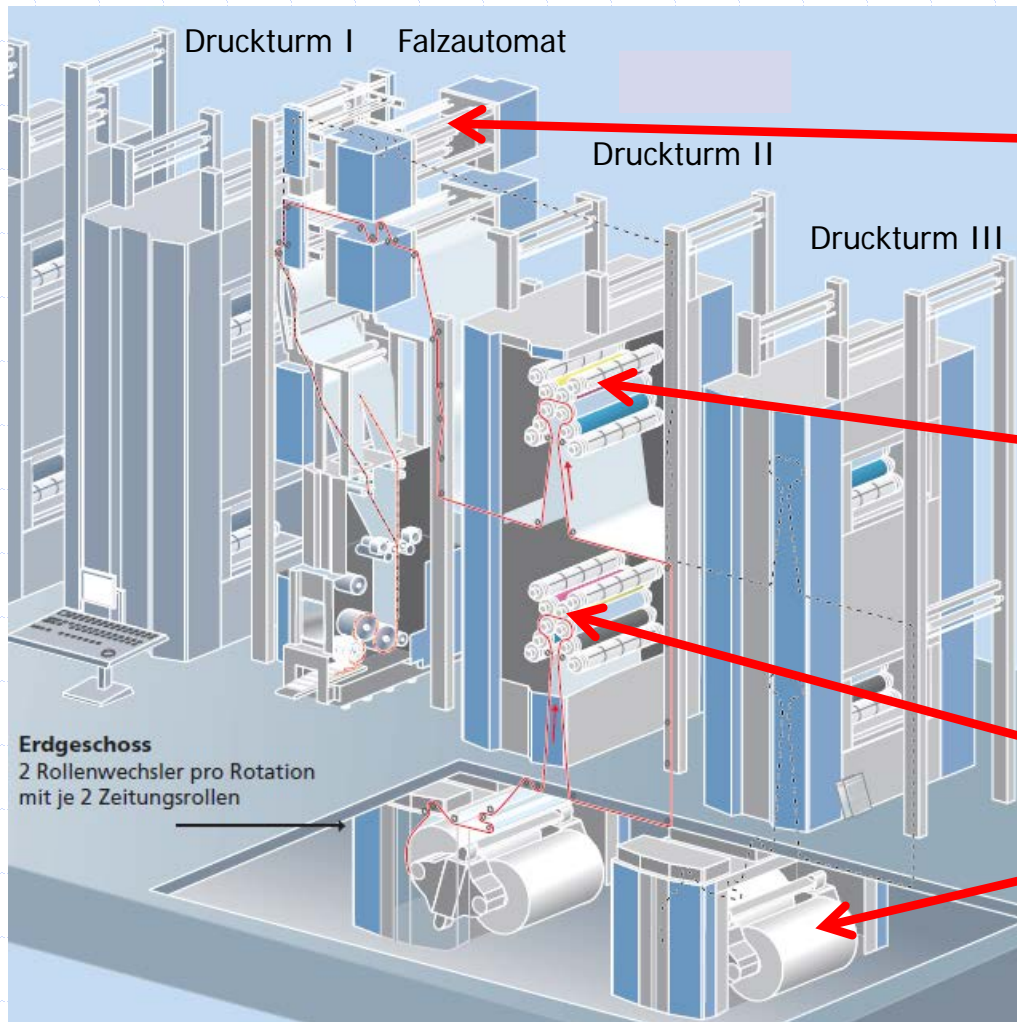 Druckturm I Falzautomat
Druckturm II
Druckturm III
Erdgeschoss
2 Rollenwechsler pro Rotation
mit je 2 Zeitungsrollen